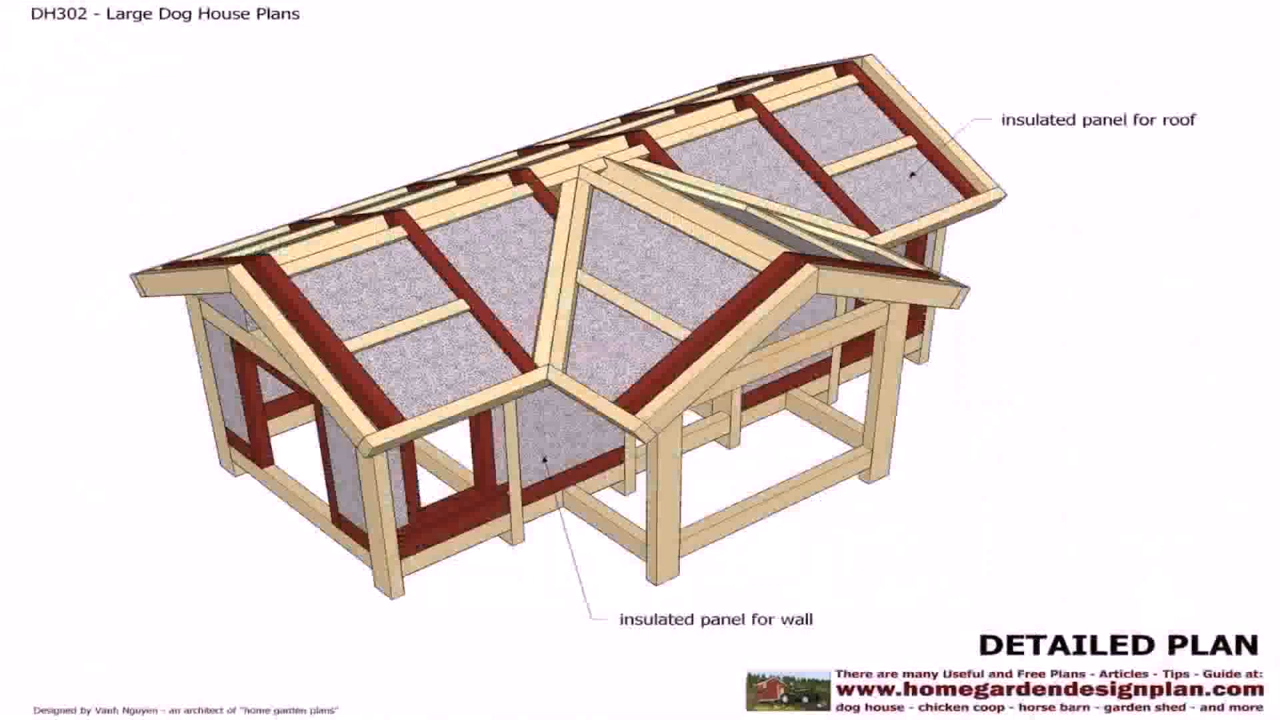 DH302 - Large Dog House Plans
insulated panel for roof
insulated panel for wall
DETAILED PLAN
There are many Useful and Free Plans - Articles - Tips - Guide at:
www.homegardendesignplan.com
dog house - chicken coop - horse barn - garden shed - and more
Designed by Vanh Nguyen - an architect of "home garden plans"